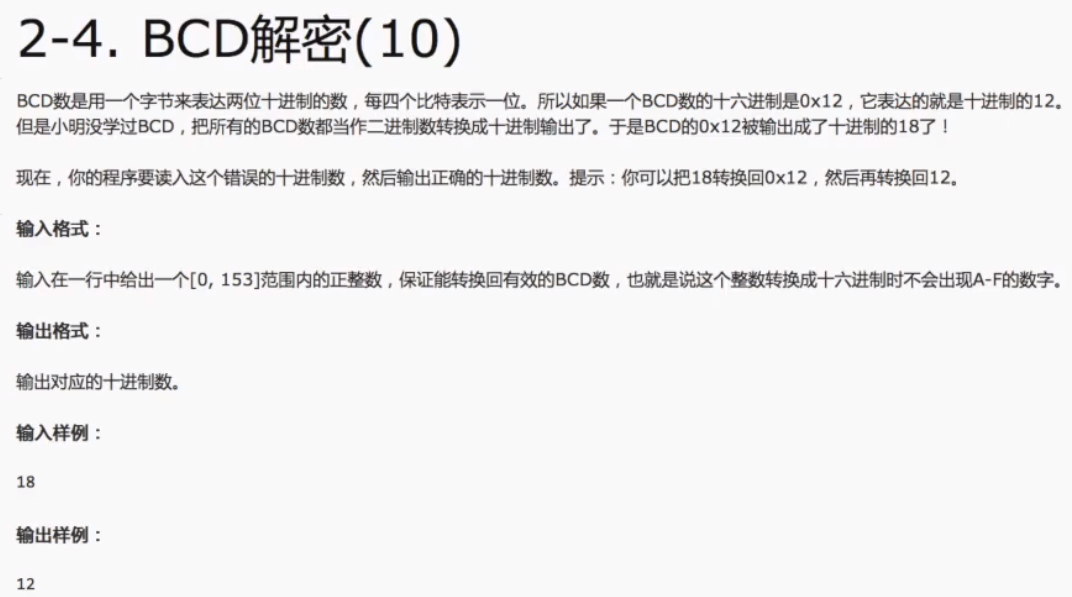 2-4. BCD解密(10)
BCD数是用一个字节来表达两位十进制的数，每四个比特表示一位。所以如果一个BCD数的十六进制是0x12，它表达的就是十进制的12。
但是小明没学过BCD，把所有的BCD数都当作二进制数转换成十进制输出了。于是BCD的0x12被输出成了十进制的18了！
现在，你的程序要读入这个错误的十进制数，然后输出正确的十进制数。提示：你可以把18转换回0x12，然后再转换回12。
输入格式：
输入在一行中给出一个[0, 153]范围内的正整数，保证能转换回有效的BCD数，也就是说这个整数转换成十六进制时不会出现A-F的数字。
输出格式：
输出对应的十进制数。
输入样例：
18
输出样例：
12